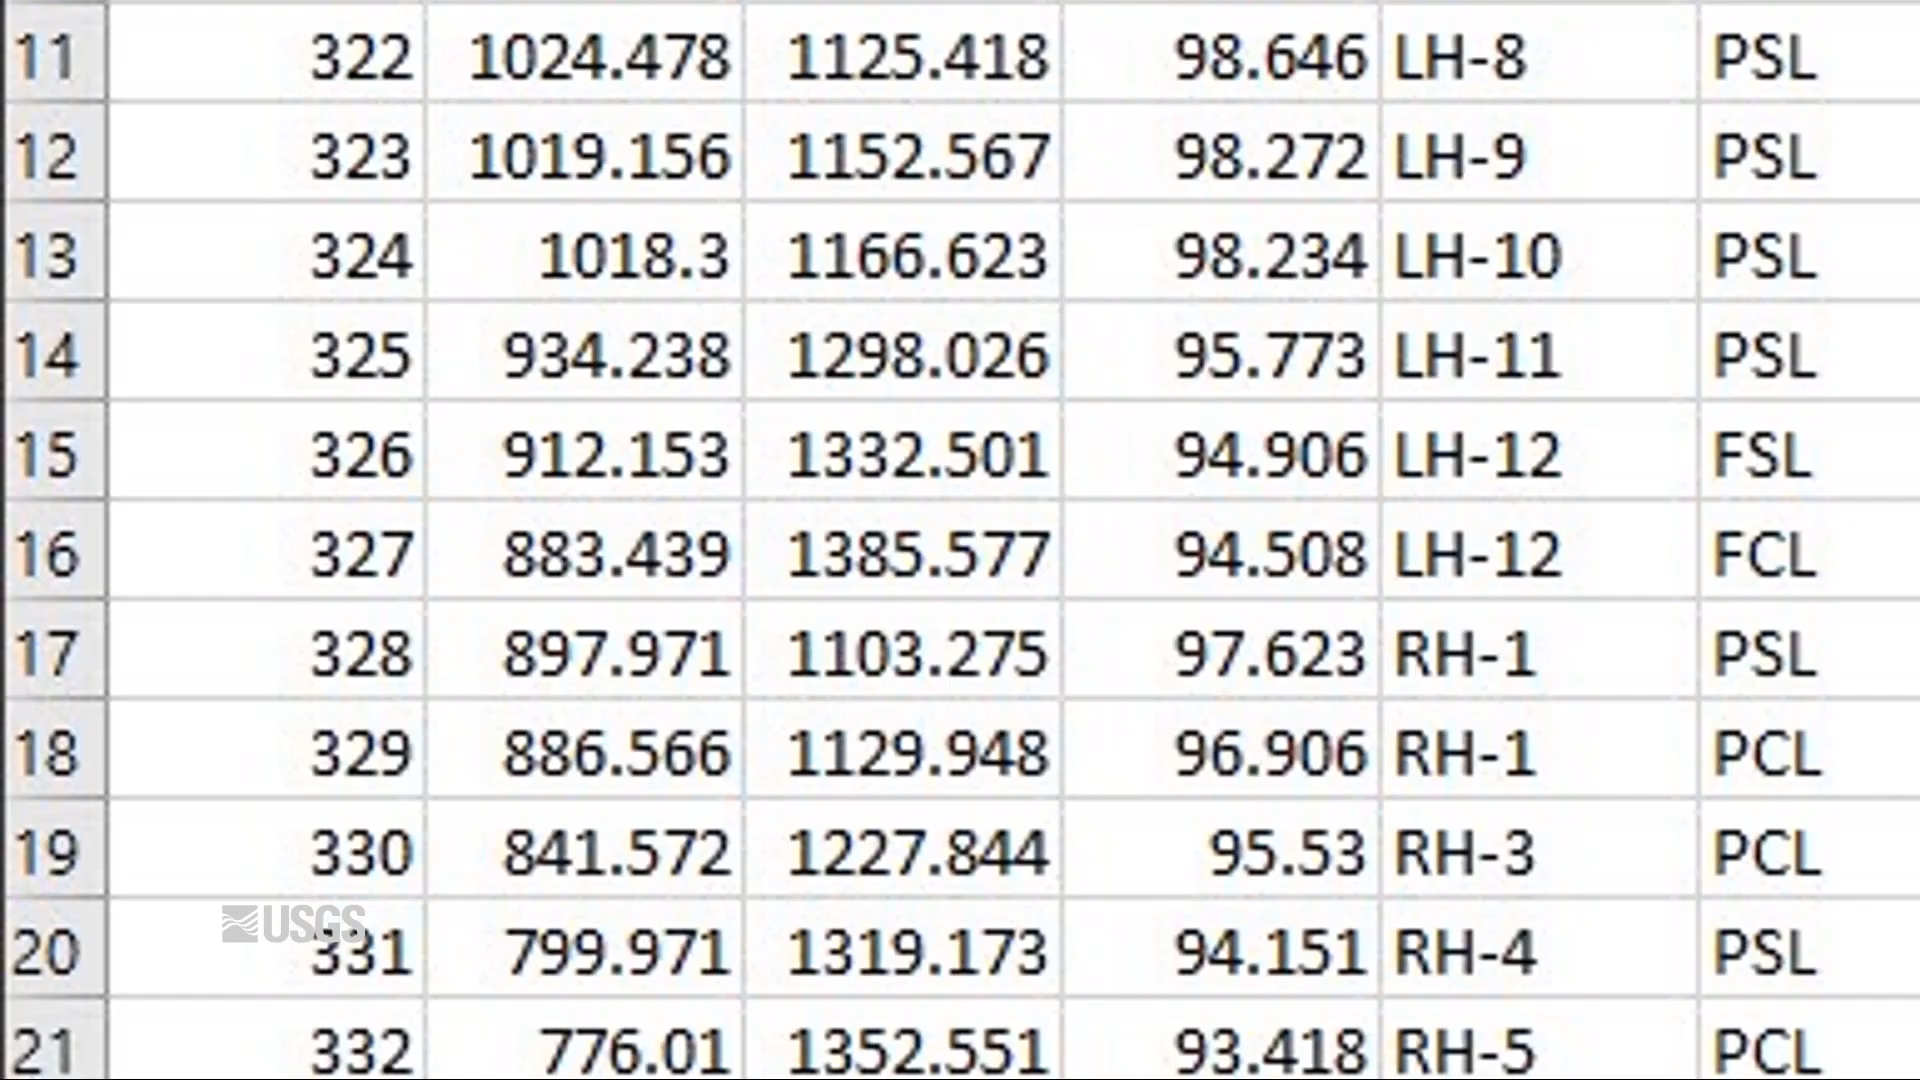 11 322 1024.478 1125.418 98.646 LH-8 PSL
12 323 1019.156 1152.567 98.272 LH-9 PSL
13 324 1018.3 1166.623 98.234 LH-10 PSL
14 325 934.238 1298.026 95.773 LH-11 PSL
15 326 912.153 1332.501 94.906 LH-12 FSL
16 327 883.439 1385.577 94.508 LH-12 FCL
17 328 897.971 1103.275 97.623 RH-1 PSL
18 329 886.566 1129.948 96.906 RH-1 PCL
19 330 841.572 1227.844 95.53 RH-3 PCL
USGS
20 331 799.971 1319.173 94.151 RH-4 PSL
21 332 776.01 1352.551 93.418 RH-5 PCL